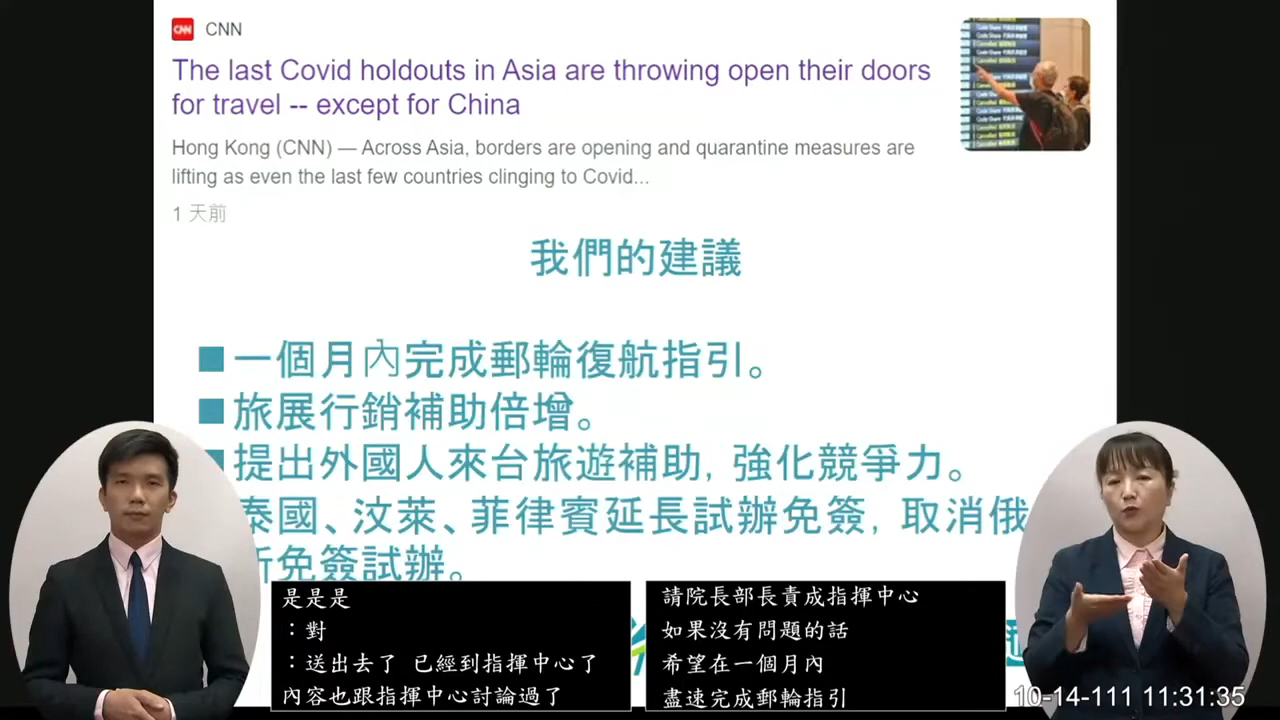 CNN CNN
The last Covid holdouts in Asia are throwing open their doors
for travel -- except for China
Hong Kong (CNN) — Across Asia, borders are opening and quarantine measures are
lifting as even the last few countries clinging to Covid...
1 天前
我們的建議
■一個月內完成郵輪復航指引。
■旅展行銷補助倍增。
■提出外國人來台旅遊補助, 強化競爭力。
泰國、汶萊、菲律賓延長試辦免簽, 取消俄
斯免簽試辦。
是是是
：對
：送出去了 已經到指揮中心了
內容也跟指揮中心討論過了
請院長部長責成指揮中心
如果沒有問題的話
希望在一個月內
盡速完成郵輪指引
10-14-111 11:31:35